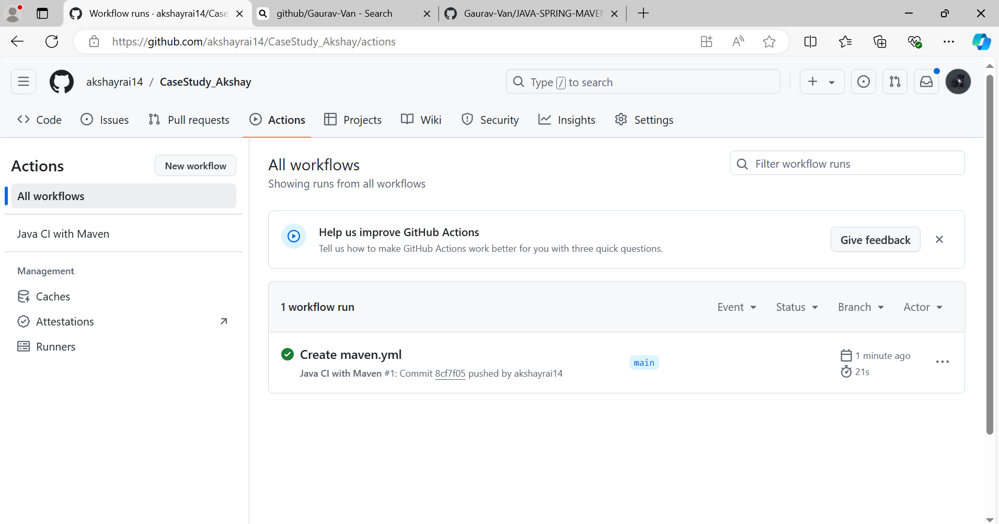 Workflow runs · akshayrai14/Case
github/Gaurav-Van - Search
Gaurav-Van/JAVA-SPRING-MAVEN
https://github.com/akshayrai14/CaseStudy_Akshay/actions
akshayrai14 / CaseStudy_Akshay
Type / to search
Code
Issues
Pull requests
Actions
Projects
Wiki
Security
Insights
Settings
Actions
New workflow
All workflows
Java CI with Maven
Management
Caches
Attestations
Runners
All workflows
Showing runs from all workflows
Filter workflow runs
Help us improve GitHub Actions
Tell us how to make GitHub Actions work better for you with three quick questions.
Give feedback
1 workflow run
Event
Status
Branch
Actor
Create maven.yml
Java CI with Maven #1: Commit 8cf7f05 pushed by akshayrai14
main
1 minute ago
21s